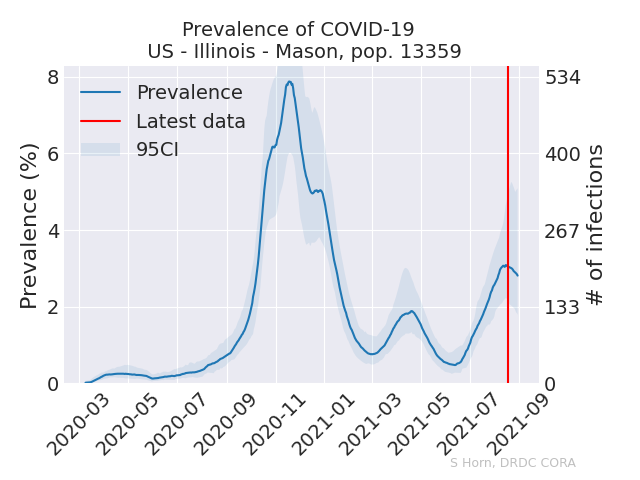 Prevalence of COVID-19
US - Illinois - Mason, pop. 13359
Prevalence
Latest data
95CI
Prevalence (%)
8
6
4
2
0
534
400
267
133
0
# of infections
2020-03
2020-05
2020-07
2020-09
2020-11
2021-01
2021-03
2021-05
2021-07
2021-09
S Horn, DRDC CORA